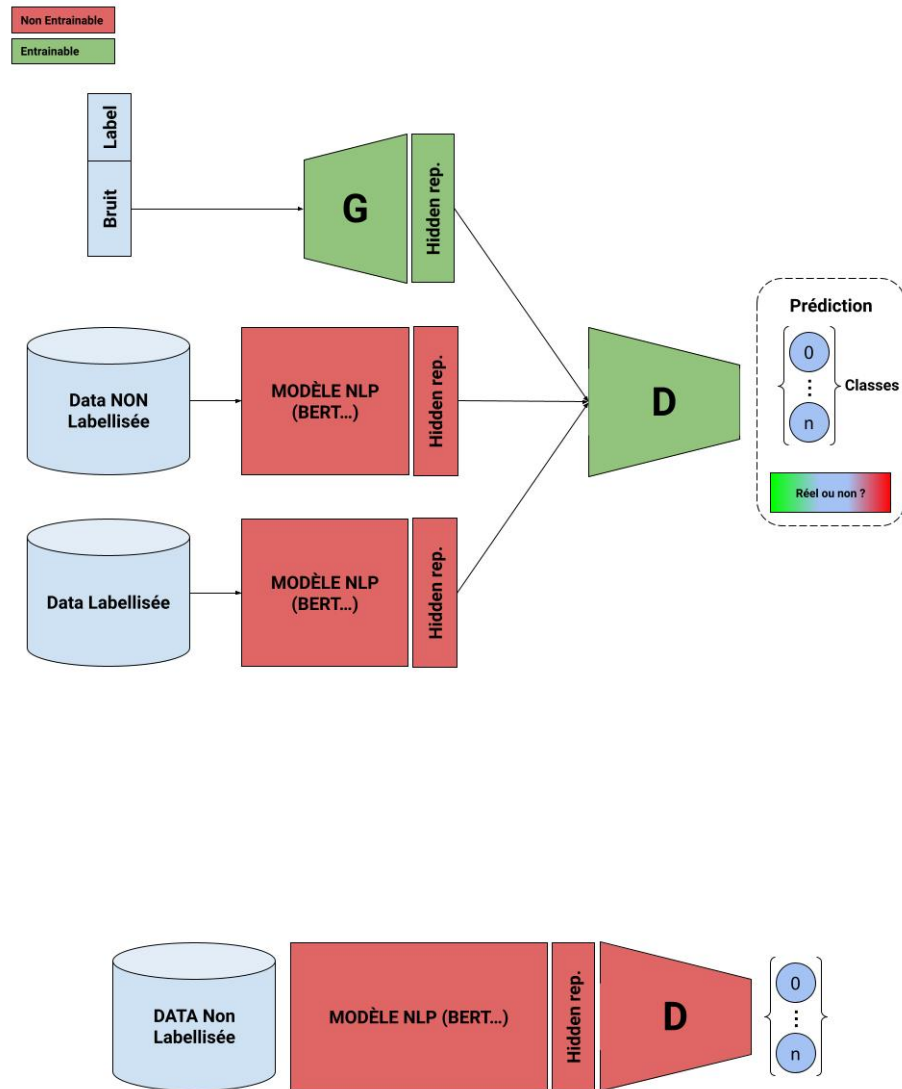 Non Entrainable
Entrainable
Label
Bruit
G
Hidden rep.
Data NON
Labellisée
MODÈLE NLP
(BERT...)
Hidden rep.
Data Labellisée
MODÈLE NLP
(BERT...)
Hidden rep.
D
Prédiction
0
n
Classes
Réel ou non ?
DATA Non
Labellisée
MODÈLE NLP (BERT...)
Hidden rep.
D
0
n